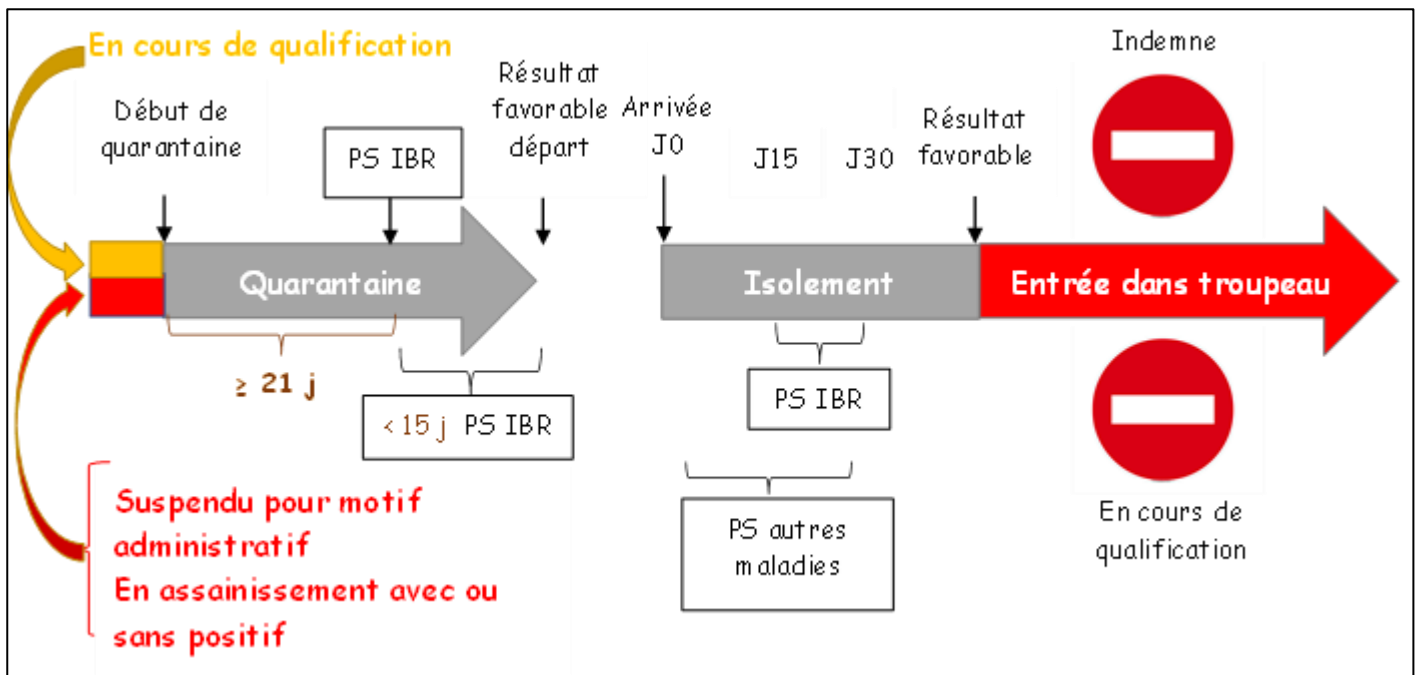 En cours de qualification
Début de
quarantaine
PS IBR
Résultat
favorable
départ
Arrivée
J0
J15
J30
Résultat
favorable
Indemne
Quarantaine
Isolement
Entrée dans troupeau
≥ 21 j
< 15 j PS IBR
PS IBR
PS autres
maladies
En cours de
qualification
Suspendu pour motif
administratif
En assainissement avec ou
sans positif